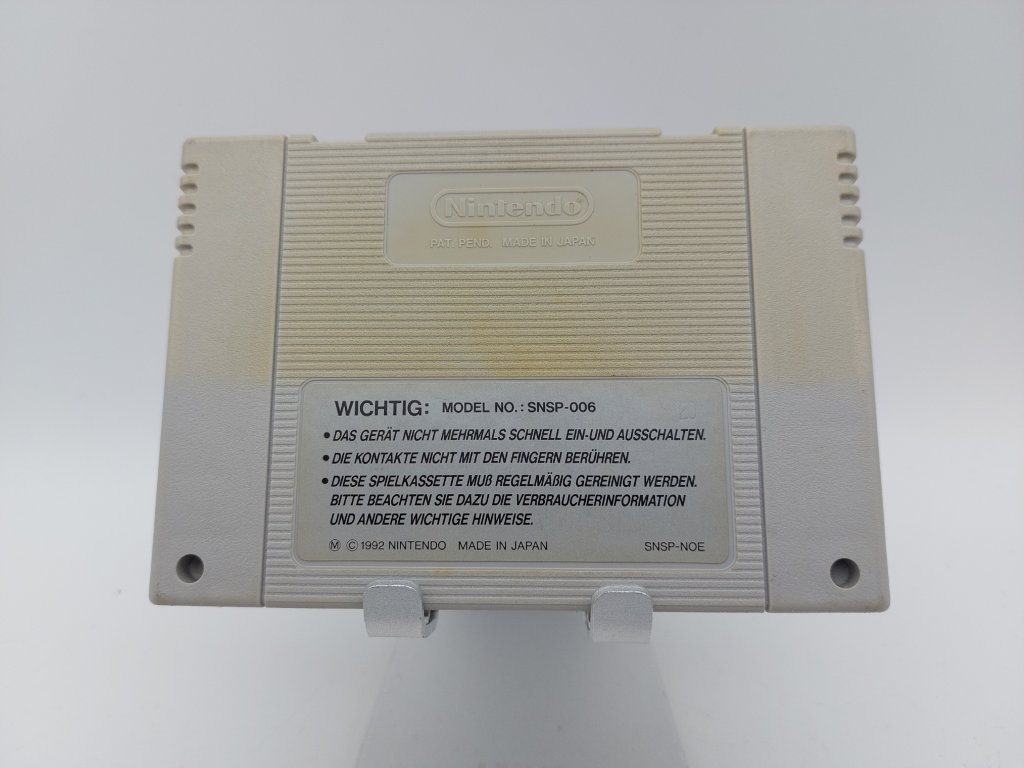 Nintendo®
PAT. PEND. MADE IN JAPAN
WICHTIG: MODEL NO.: SNSP-006
• DAS GERÄT NICHT MEHRMALS SCHNELL EIN-UND AUSSCHALTEN.
• DIE KONTAKTE NICHT MIT DEN FINGERN BERÜHREN.
• DIESE SPIELKASSETTE MUß REGELMÄßIG GEREINIGT WERDEN.
BITTE BEACHTEN SIE DAZU DIE VERBRAUCHERINFORMATION
UND ANDERE WICHTIGE HINWEISE.
Ⓜ © 1992 NINTENDO MADE IN JAPAN SNSP-NOE